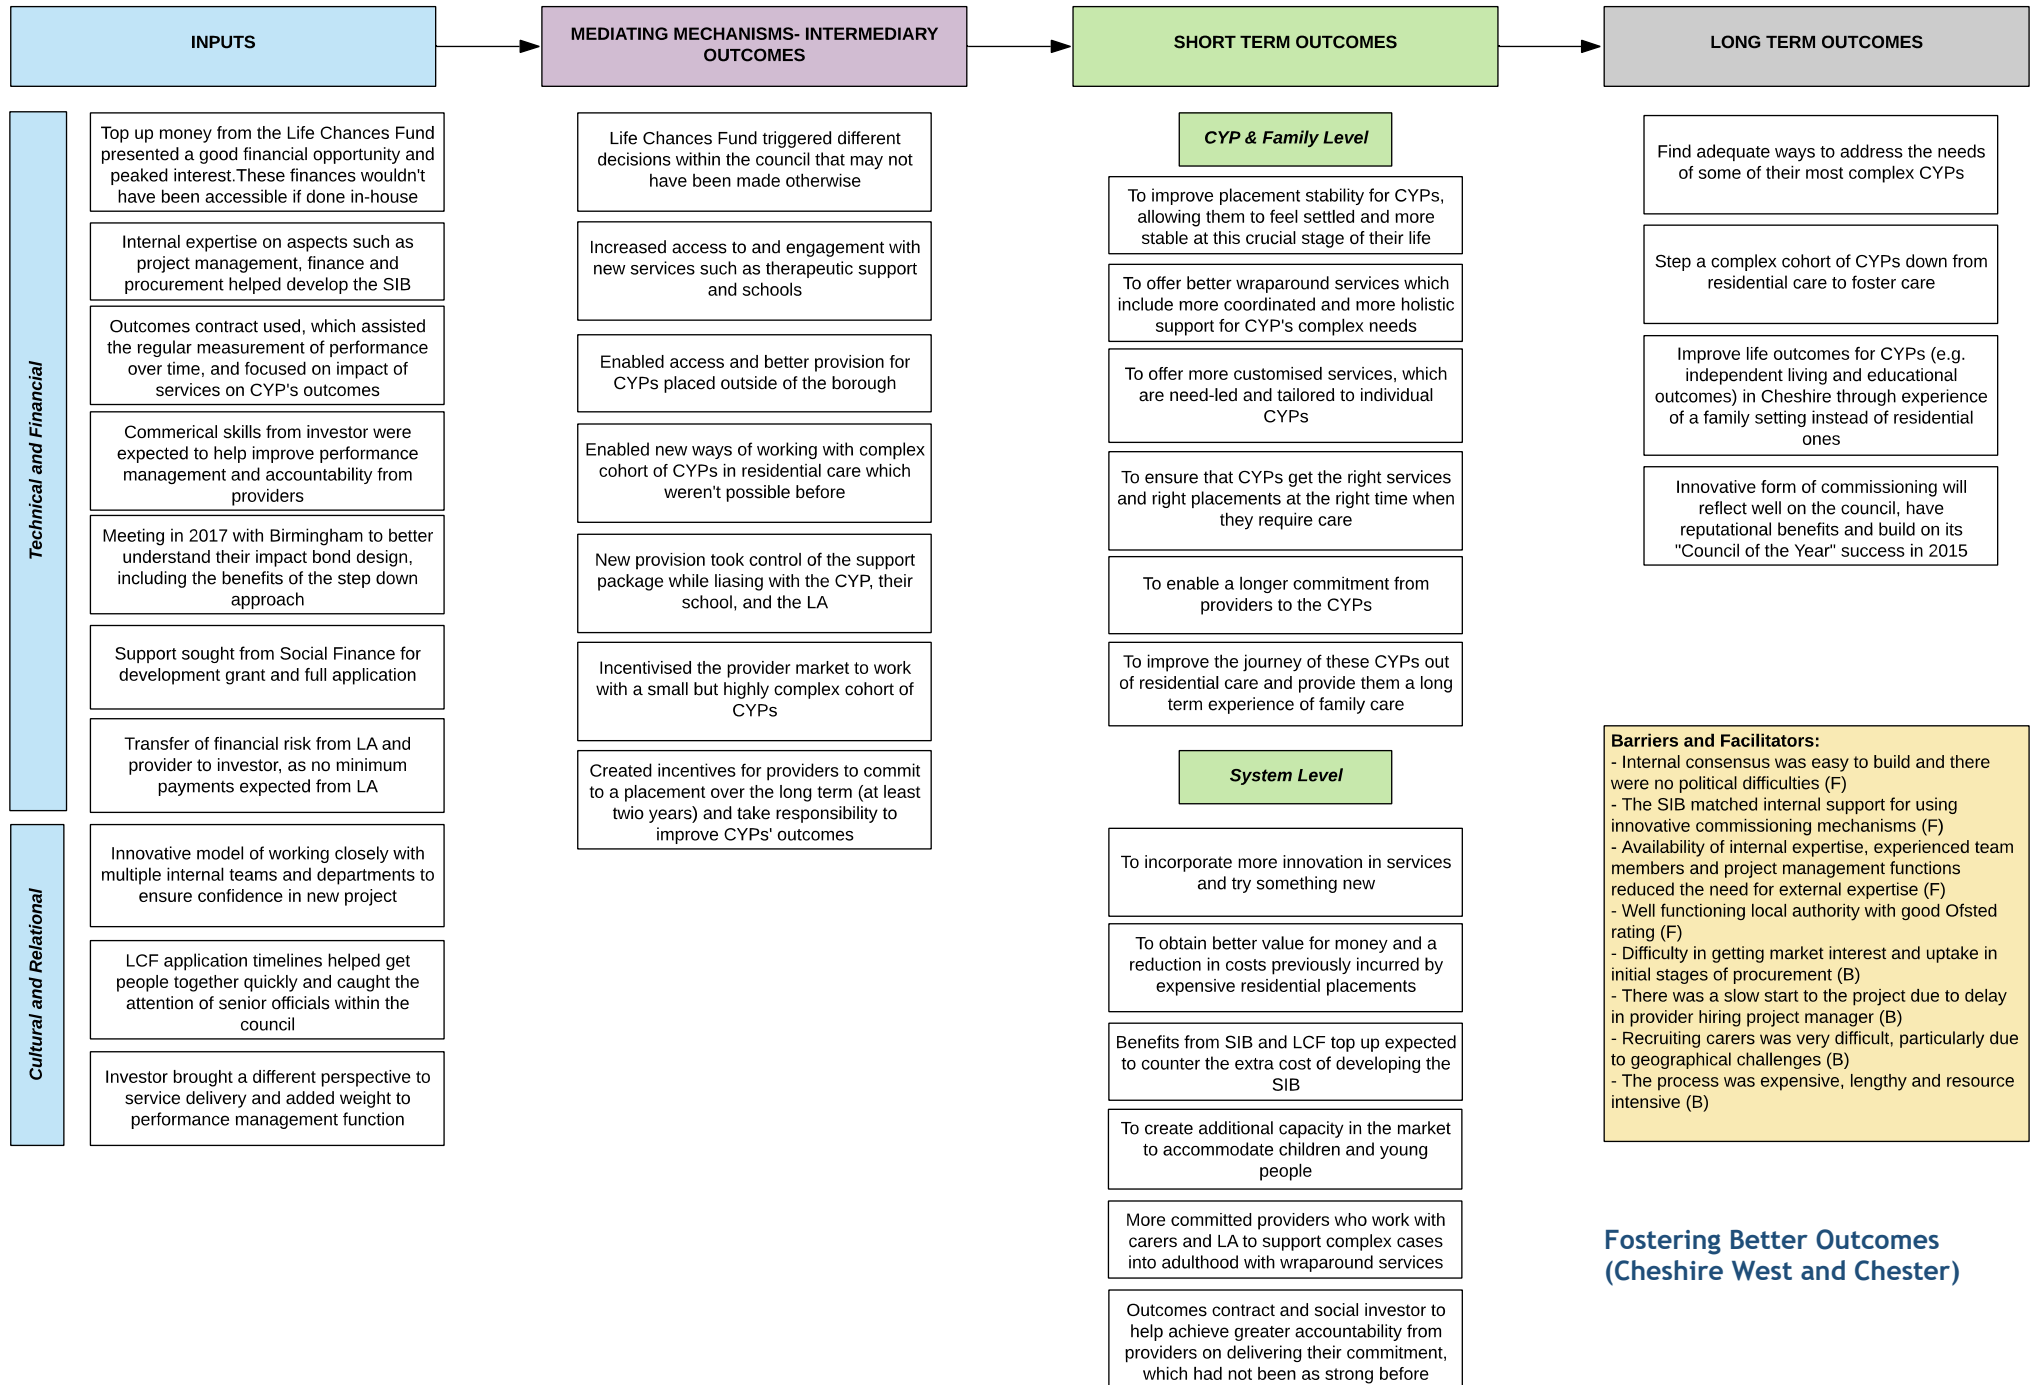 INPUTS
MEDIATING MECHANISMS- INTERMEDIARY
OUTCOMES
SHORT TERM OUTCOMES
LONG TERM OUTCOMES
Technical and Financial
Top up money from the Life Chances Fund
presented a good financial opportunity and
peaked interest.These finances wouldn't
have been accessible if done in-house
Internal expertise on aspects such as
project management, finance and
procurement helped develop the SIB
Outcomes contract used, which assisted
the regular measurement of performance
over time, and focused on impact of
services on CYP's outcomes
Commerical skills from investor were
expected to help improve performance
management and accountability from
providers
Meeting in 2017 with Birmingham to better
understand their impact bond design,
including the benefits of the step down
approach
Support sought from Social Finance for
development grant and full application
Transfer of financial risk from LA and
provider to investor, as no minimum
payments expected from LA
Cultural and Relational
Innovative model of working closely with
multiple internal teams and departments to
ensure confidence in new project
LCF application timelines helped get
people together quickly and caught the
attention of senior officials within the
council
Investor brought a different perspective to
service delivery and added weight to
performance management function
Life Chances Fund triggered different
decisions within the council that may not
have been made otherwise
Increased access to and engagement with
new services such as therapeutic support
and schools
Enabled access and better provision for
CYPs placed outside of the borough
Enabled new ways of working with complex
cohort of CYPs in residential care which
weren't possible before
New provision took control of the support
package while liasing with the CYP, their
school, and the LA
Incentivised the provider market to work
with a small but highly complex cohort of
CYPs
Created incentives for providers to commit
to a placement over the long term (at least
twio years) and take responsibility to
improve CYPs' outcomes
CYP & Family Level
To improve placement stability for CYPs,
allowing them to feel settled and more
stable at this crucial stage of their life
To offer better wraparound services which
include more coordinated and more holistic
support for CYP's complex needs
To offer more customised services, which
are need-led and tailored to individual
CYPs
To ensure that CYPs get the right services
and right placements at the right time when
they require care
To enable a longer commitment from
providers to the CYPs
To improve the journey of these CYPs out
of residential care and provide them a long
term experience of family care
System Level
To incorporate more innovation in services
and try something new
To obtain better value for money and a
reduction in costs previously incurred by
expensive residential placements
Benefits from SIB and LCF top up expected
to counter the extra cost of developing the
SIB
To create additional capacity in the market
to accommodate children and young
people
More committed providers who work with
carers and LA to support complex cases
into adulthood with wraparound services
Outcomes contract and social investor to
help achieve greater accountability from
providers on delivering their commitment,
which had not been as strong before
Find adequate ways to address the needs
of some of their most complex CYPs
Step a complex cohort of CYPs down from
residential care to foster care
Improve life outcomes for CYPs (e.g.
independent living and educational
outcomes) in Cheshire through experience
of a family setting instead of residential
ones
Innovative form of commissioning will
reflect well on the council, have
reputational benefits and build on its
"Council of the Year" success in 2015
Barriers and Facilitators:
- Internal consensus was easy to build and there
were no political difficulties (F)
- The SIB matched internal support for using
innovative commissioning mechanisms (F)
- Availability of internal expertise, experienced team
members and project management functions
reduced the need for external expertise (F)
- Well functioning local authority with good Ofsted
rating (F)
- Difficulty in getting market interest and uptake in
initial stages of procurement (B)
- There was a slow start to the project due to delay
in provider hiring project manager (B)
- Recruiting carers was very difficult, particularly due
to geographical challenges (B)
- The process was expensive, lengthy and resource
intensive (B)
Fostering Better Outcomes
(Cheshire West and Chester)